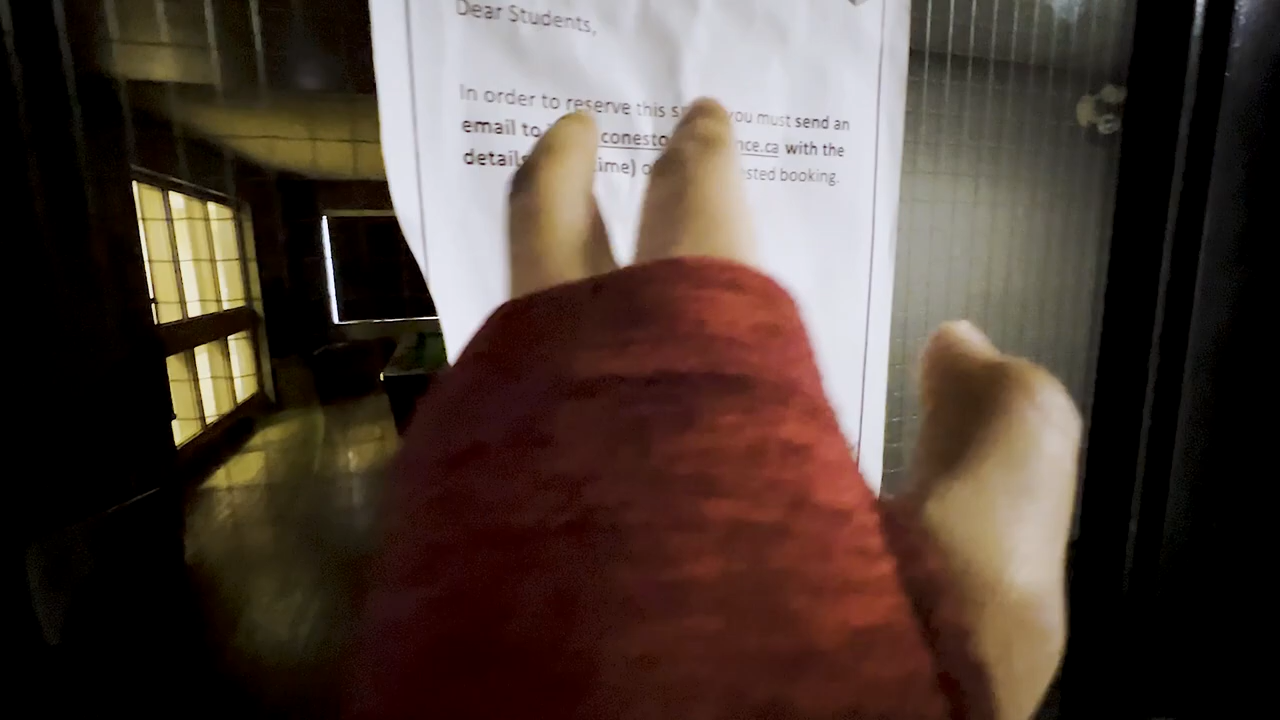 Dear Students,
In order to reserve this you must send an
email to conesto nce.ca with the
details ime) o sted booking.